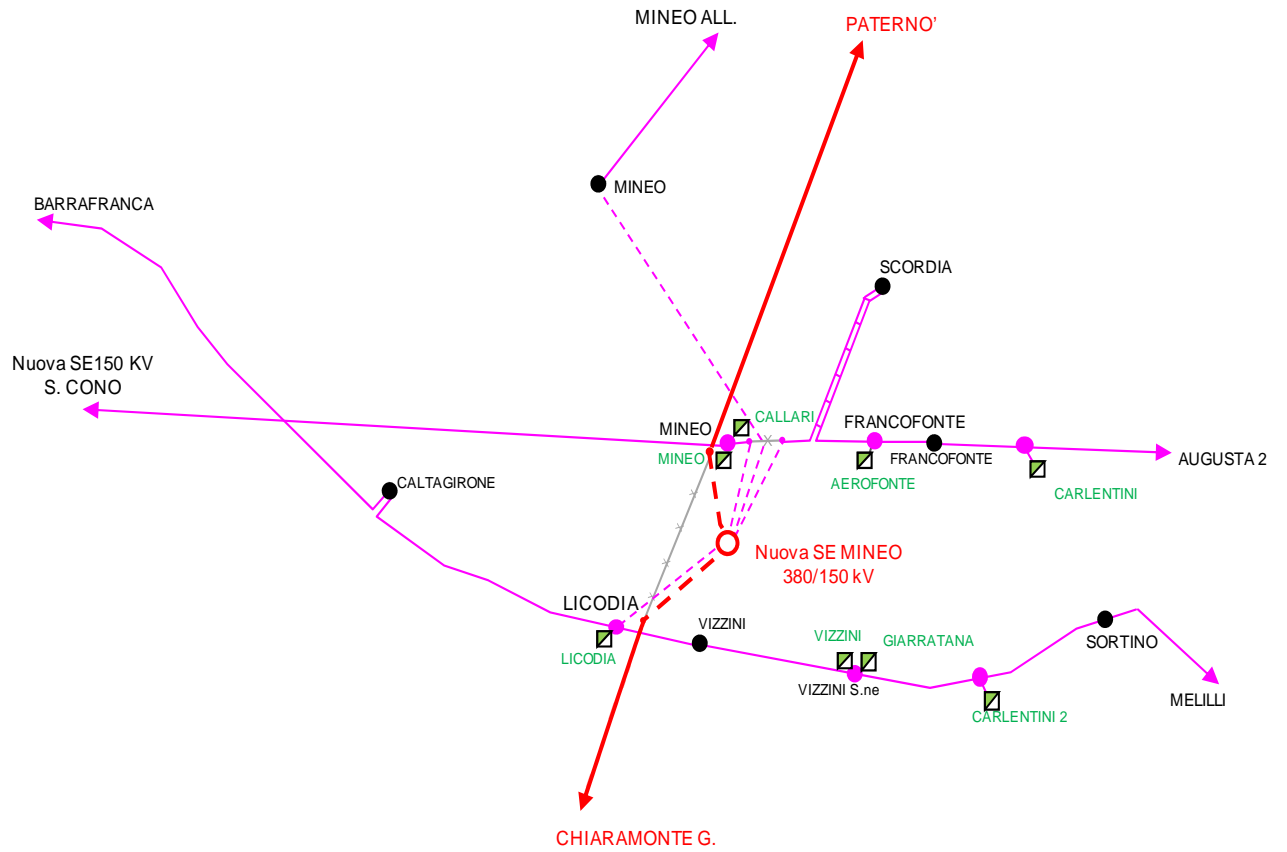 MINEO ALL.
PATERNO'
MINEO
BARRAFRANCA
SCORDIA
Nuova SE150 KV
S. CONO
CALLARI
MINEO
FRANCOFONTE
MINEO
FRANCOFONTE
AUGUSTA 2
CALTAGIRONE
AEROFONTE
CARLENTINI
Nuova SE MINEO
380/150 kV
LICODIA
VIZZINI
VIZZINI
GIARRATANA
SORTINO
LICODIA
VIZZINI S.ne
MELILLI
CARLENTINI 2
CHIARAMONTE G.